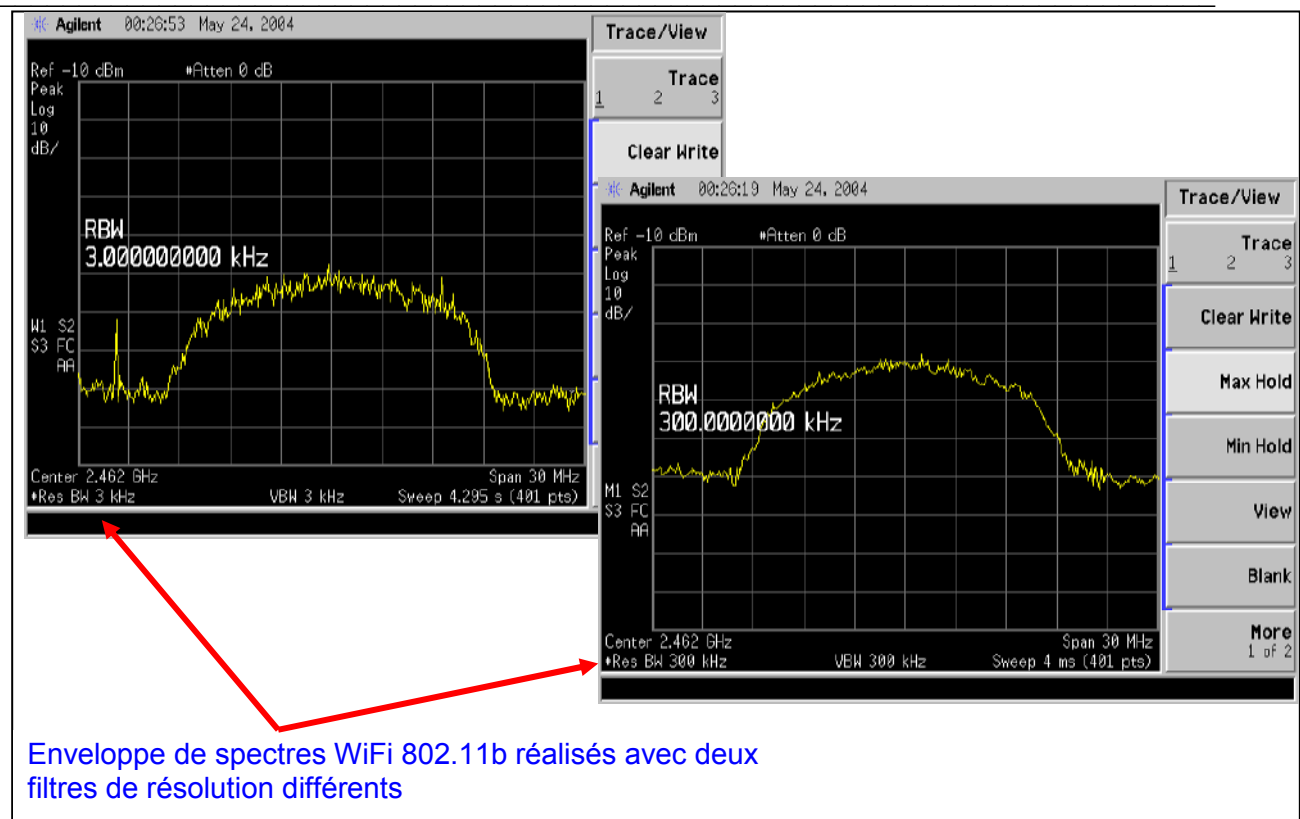 Agilent 00:26:53 May 24, 2004
Trace/View
Ref -10 dBm #Atten 0 dB
Peak
Log
10
dB/
Trace
1 2 3
Clear Write
RBW
3.000000000 kHz
W1 S2
S3 FC
AA
Center 2.462 GHz Span 30 MHz
#Res BW 3 kHz VBW 3 kHz Sweep 4.295 s (401 pts)
Agilent 00:26:19 May 24, 2004
Trace/View
Ref -10 dBm #Atten 0 dB
Peak
Log
10
dB/
Trace
1 2 3
Clear Write
Max Hold
Min Hold
View
Blank
More
1 of 2
RBW
300.0000000 kHz
M1 S2
S3 FC
AA
Center 2.462 GHz Span 30 MHz
#Res BW 300 kHz VBW 300 kHz Sweep 4 ms (401 pts)
Enveloppe de spectres WiFi 802.11b réalisés avec deux
filtres de résolution différents